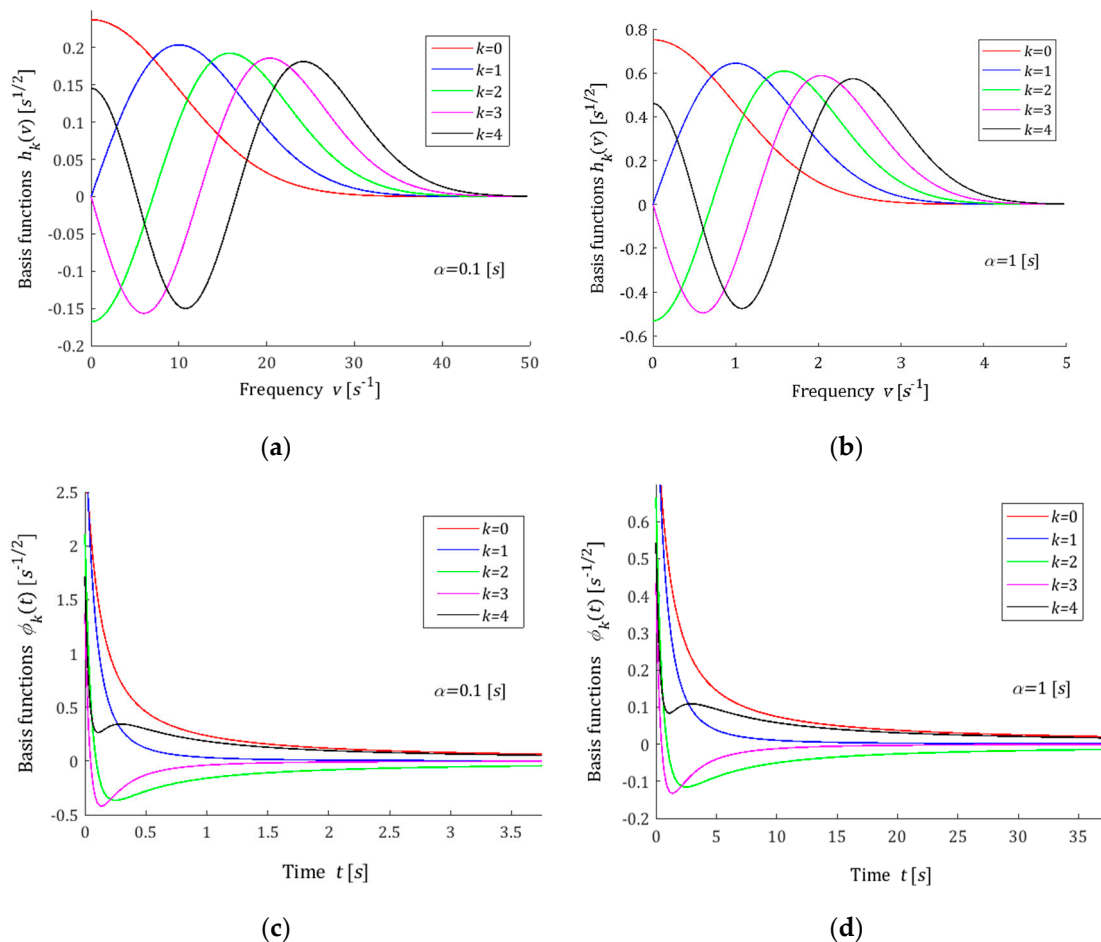 Basis functions h_k(v) [s^{1/2}]
0.2
0.15
0.1
0.05
0
-0.05
-0.1
-0.15
-0.2
k=0
k=1
k=2
k=3
k=4
α=0.1 [s]
0 10 20 30 40 50
Frequency v [s^{-1}]
(a)
Basis functions h_k(v) [s^{1/2}]
0.8
0.6
0.4
0.2
0
-0.2
-0.4
-0.6
k=0
k=1
k=2
k=3
k=4
α=1 [s]
0 1 2 3 4 5
Frequency v [s^{-1}]
(b)
Basis functions ϕ_k(t) [s^{-1/2}]
2.5
2
1.5
1
0.5
0
-0.5
k=0
k=1
k=2
k=3
k=4
α=0.1 [s]
0 0.5 1 1.5 2 2.5 3 3.5
Time t [s]
(c)
Basis functions ϕ_k(t) [s^{-1/2}]
0.6
0.5
0.4
0.3
0.2
0.1
0
-0.1
-0.2
k=0
k=1
k=2
k=3
k=4
α=1 [s]
0 5 10 15 20 25 30 35
Time t [s]
(d)